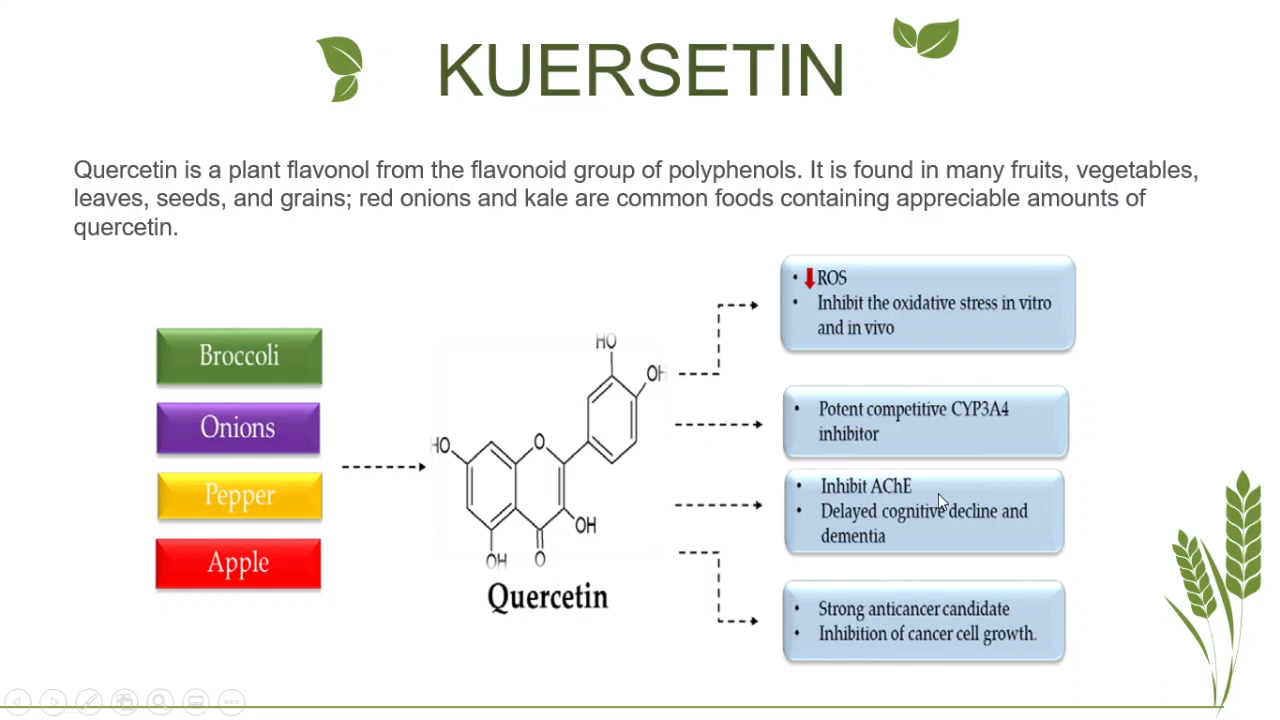 KUERSETIN
Quercetin is a plant flavonol from the flavonoid group of polyphenols. It is found in many fruits, vegetables,
leaves, seeds, and grains; red onions and kale are common foods containing appreciable amounts of
quercetin.
Broccoli
Onions
Pepper
Apple
HO
OH
HO
O
OH
OH
O
Quercetin
• ROS
• Inhibit the oxidative stress in vitro
and in vivo
• Potent competitive CYP3A4
inhibitor
• Inhibit AChE
• Delayed cognitive decline and
dementia
• Strong anticancer candidate
• Inhibition of cancer cell growth.